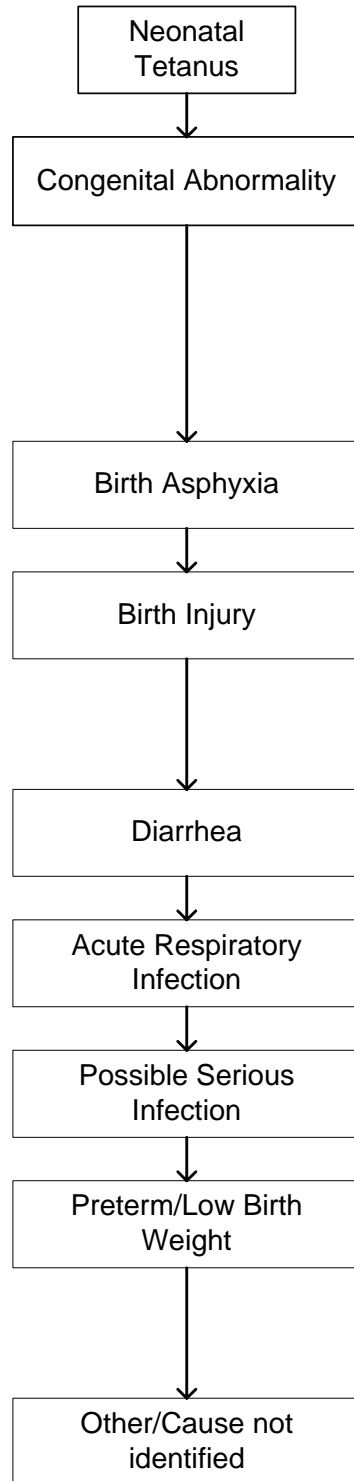 Neonatal
Tetanus
Congenital Abnormality
Birth Asphyxia
Birth Injury
Diarrhea
Acute Respiratory
Infection
Possible Serious
Infection
Preterm/Low Birth
Weight
Other/Cause not
identified